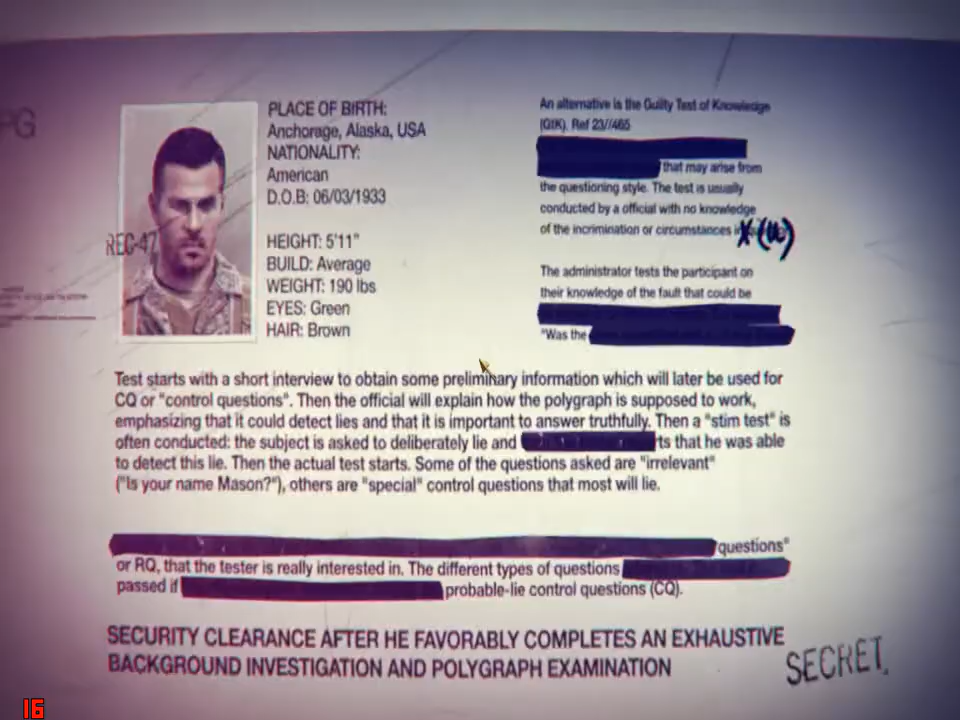 PG
PLACE OF BIRTH:
Anchorage, Alaska, USA
NATIONALITY:
American
D.O.B: 06/03/1933
HEIGHT: 5'11"
BUILD: Average
WEIGHT: 190 lbs
EYES: Green
HAIR: Brown
REC-47
An alternative is the Guilty Test of Knowledge
(GtK). Ref 23//465
that may arise from
the questioning style. The test is usually
conducted by a official with no knowledge
of the incrimination or circumstances
X (u)
The administrator tests the participant on
their knowledge of the fault that could be
"Was the
Test starts with a short interview to obtain some preliminary information which will later be used for
CQ or "control questions". Then the official will explain how the polygraph is supposed to work,
emphasizing that it could detect lies and that it is important to answer truthfully. Then a "stim test" is
often conducted: the subject is asked to deliberately lie and rts that he was able
to detect this lie. Then the actual test starts. Some of the questions asked are "irrelevant"
("Is your name Mason?"), others are "special" control questions that most will lie.
questions"
or RQ, that the tester is really interested in. The different types of questions
passed if probable-lie control questions (CQ).
SECURITY CLEARANCE AFTER HE FAVORABLY COMPLETES AN EXHAUSTIVE
BACKGROUND INVESTIGATION AND POLYGRAPH EXAMINATION
SECRET
16